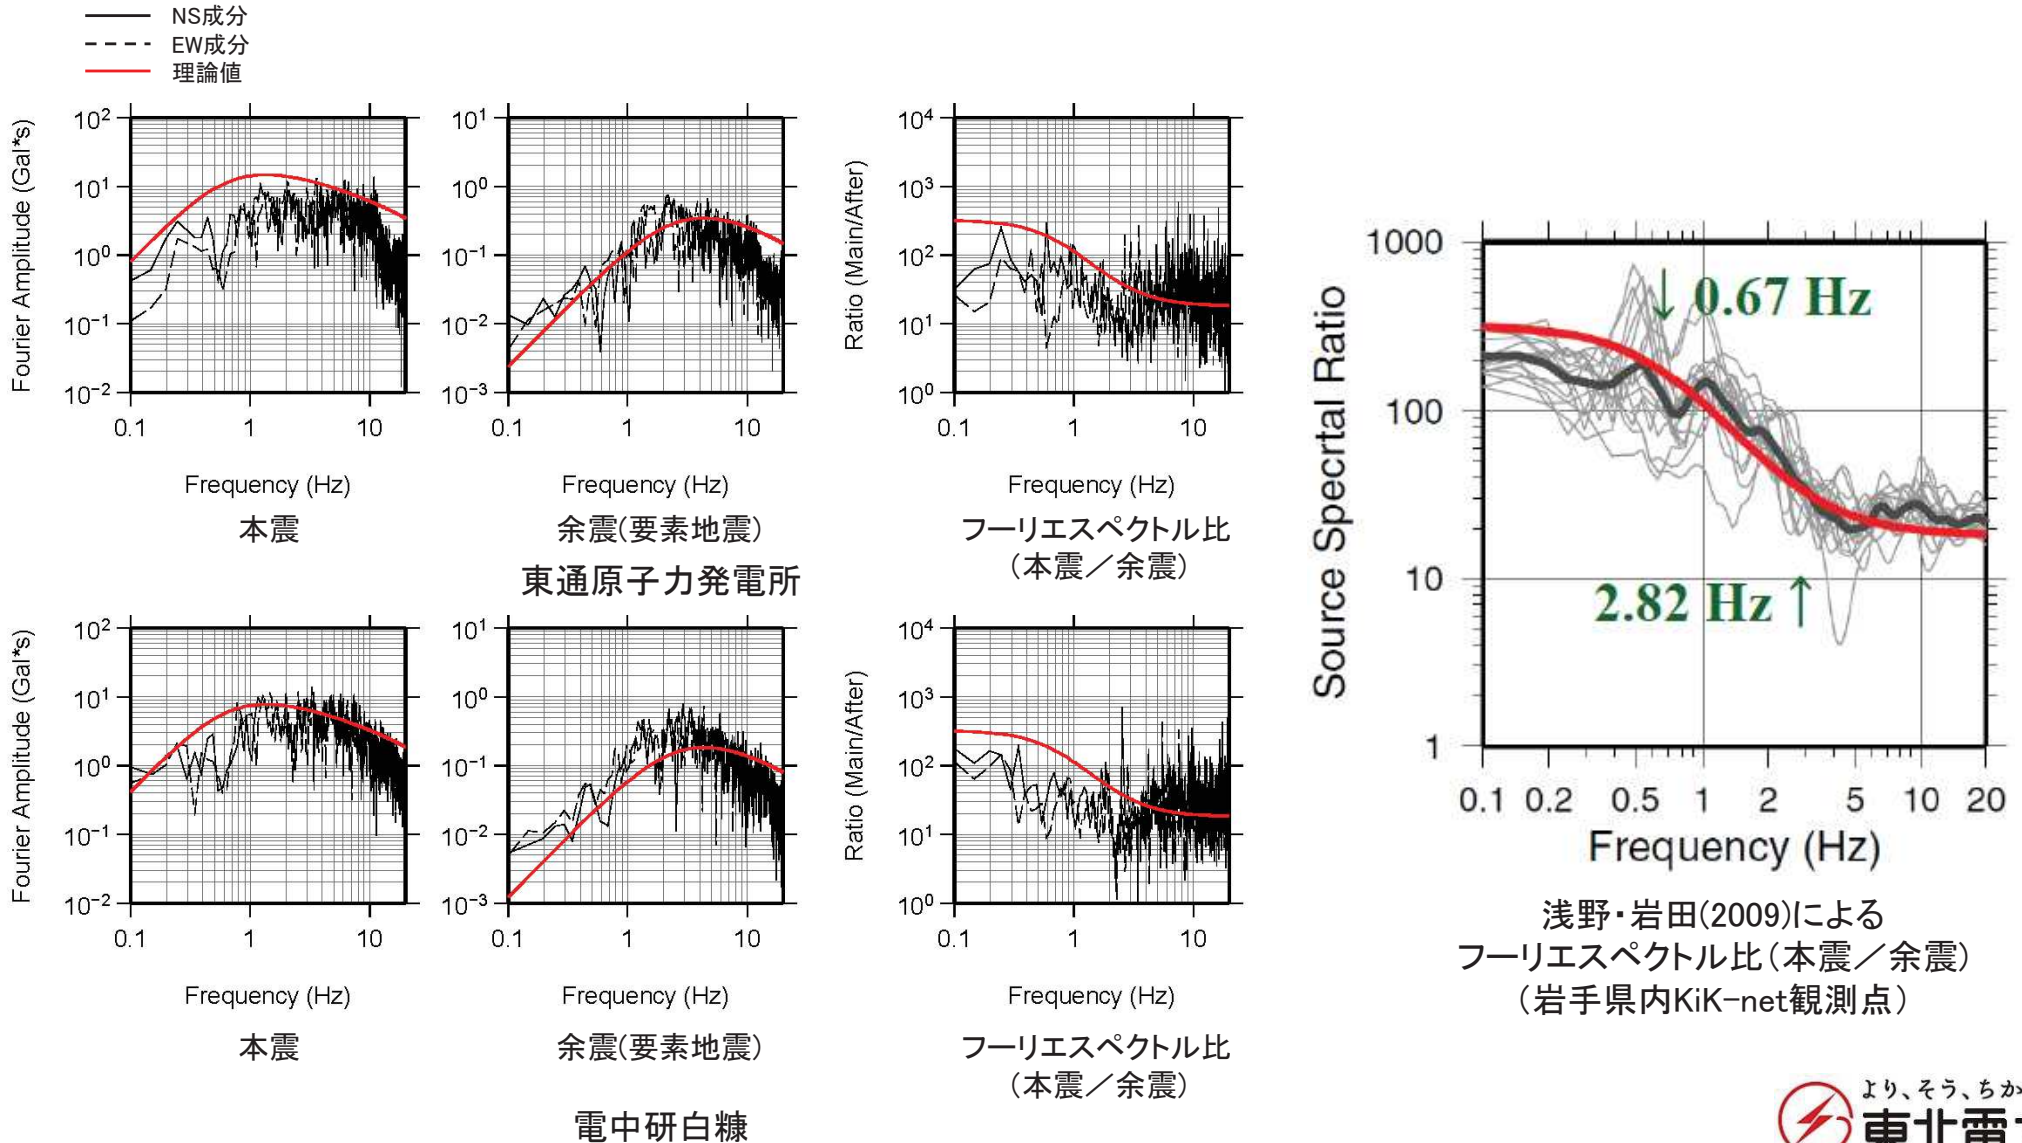 NS成分
EW成分
理論値
Fourier Amplitude (Gal*s)
10² 10¹ 10⁰ 10⁻¹ 10⁻²
0.1 1 10
Frequency (Hz)
本震
10¹ 10⁰ 10⁻¹ 10⁻² 10⁻³
0.1 1 10
Frequency (Hz)
余震(要素地震)
Ratio (Main/After)
10⁴ 10³ 10² 10¹ 10⁰
0.1 1 10
Frequency (Hz)
フーリエスペクトル比
(本震／余震)
東通原子力発電所
Fourier Amplitude (Gal*s)
10² 10¹ 10⁰ 10⁻¹ 10⁻²
0.1 1 10
Frequency (Hz)
本震
10¹ 10⁰ 10⁻¹ 10⁻² 10⁻³
0.1 1 10
Frequency (Hz)
余震(要素地震)
Ratio (Main/After)
10⁴ 10³ 10² 10¹ 10⁰
0.1 1 10
Frequency (Hz)
フーリエスペクトル比
(本震／余震)
電中研白糠
Source Specrtal Ratio
1000 100 10 1
↓ 0.67 Hz
2.82 Hz ↑
0.1 0.2 0.5 1 2 5 10 20
Frequency (Hz)
浅野・岩田(2009)による
フーリエスペクトル比(本震／余震)
(岩手県内KiK-net観測点)
より、そう、ちか
東北電